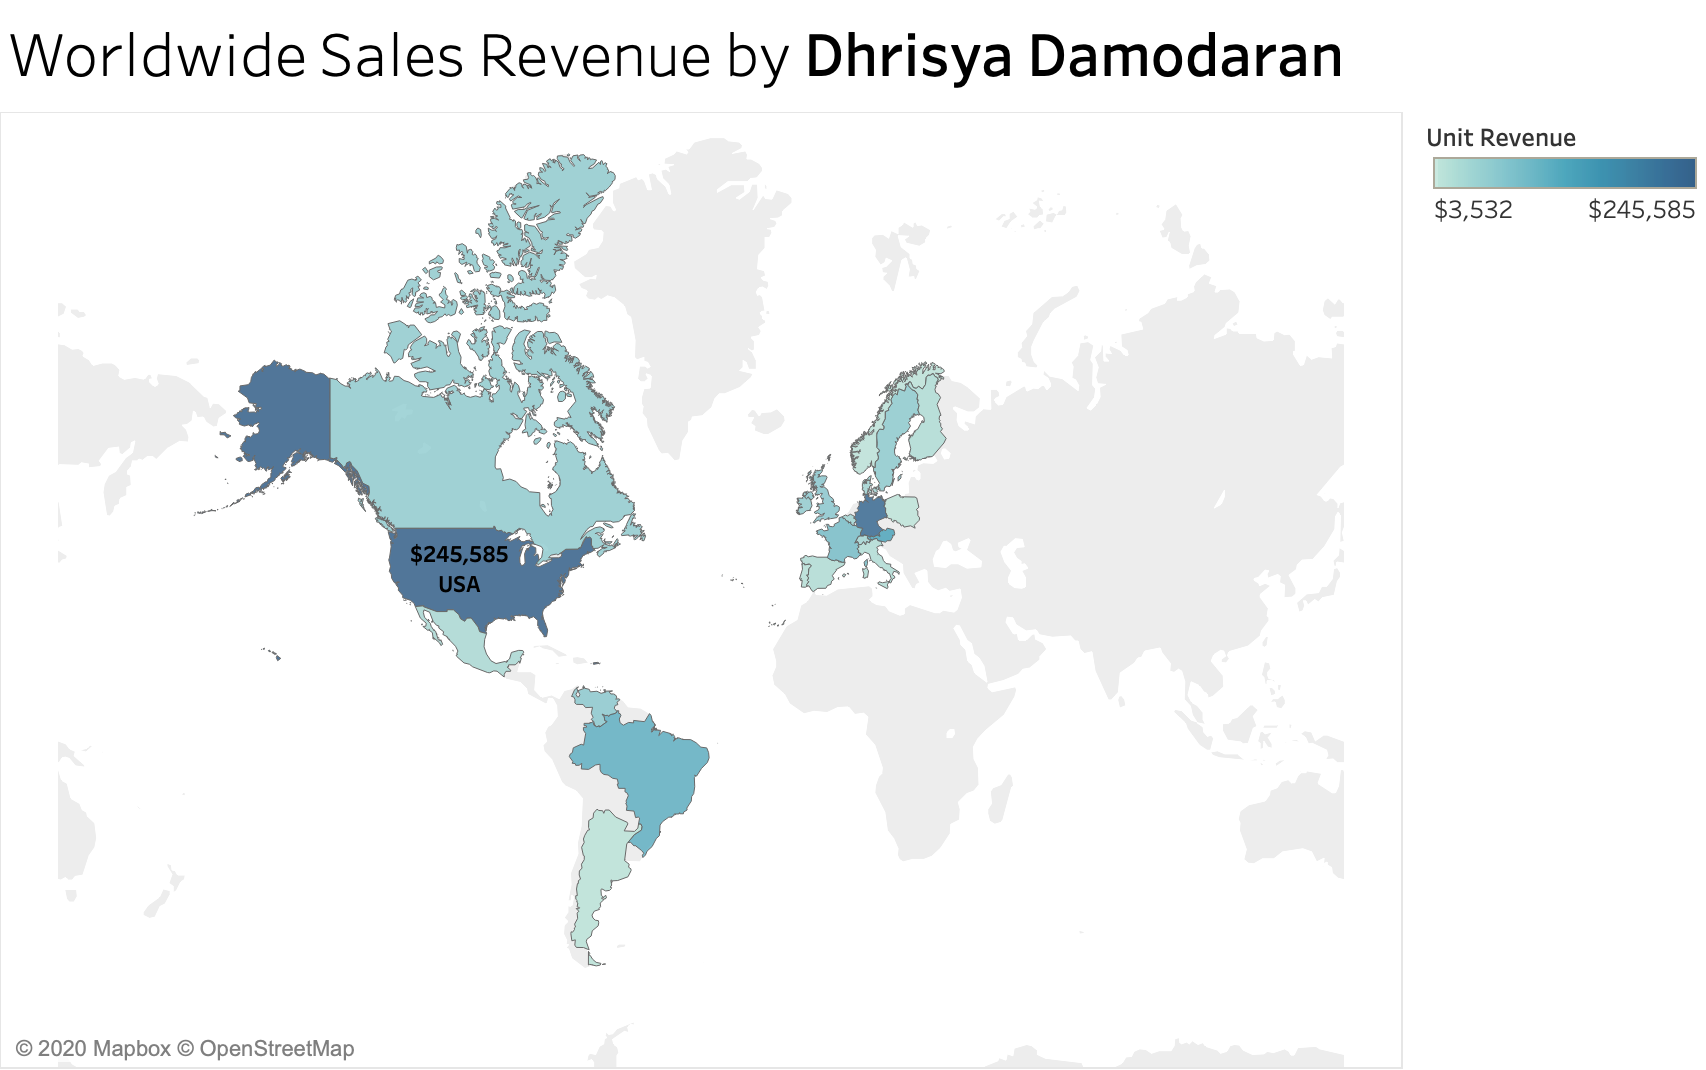 Worldwide Sales Revenue by Dhrisya Damodaran
Unit Revenue
$3,532 $245,585
$245,585
USA
© 2020 Mapbox © OpenStreetMap